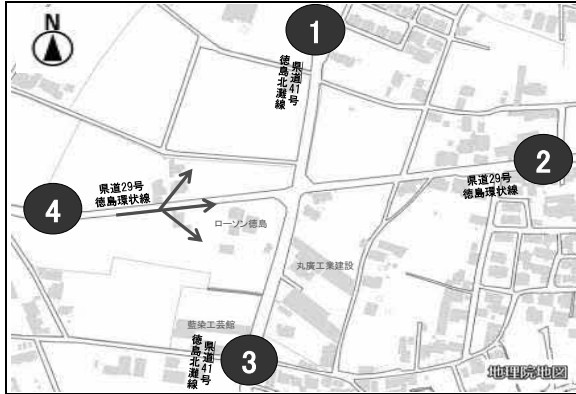 N
1
県道41号
徳島北灘線
2
県道29号
徳島環状線
県道29号
徳島環状線
4
ローソン徳島
丸廣工業建設
藍染工芸館
県道41号
徳島北灘線
3
地理院地図